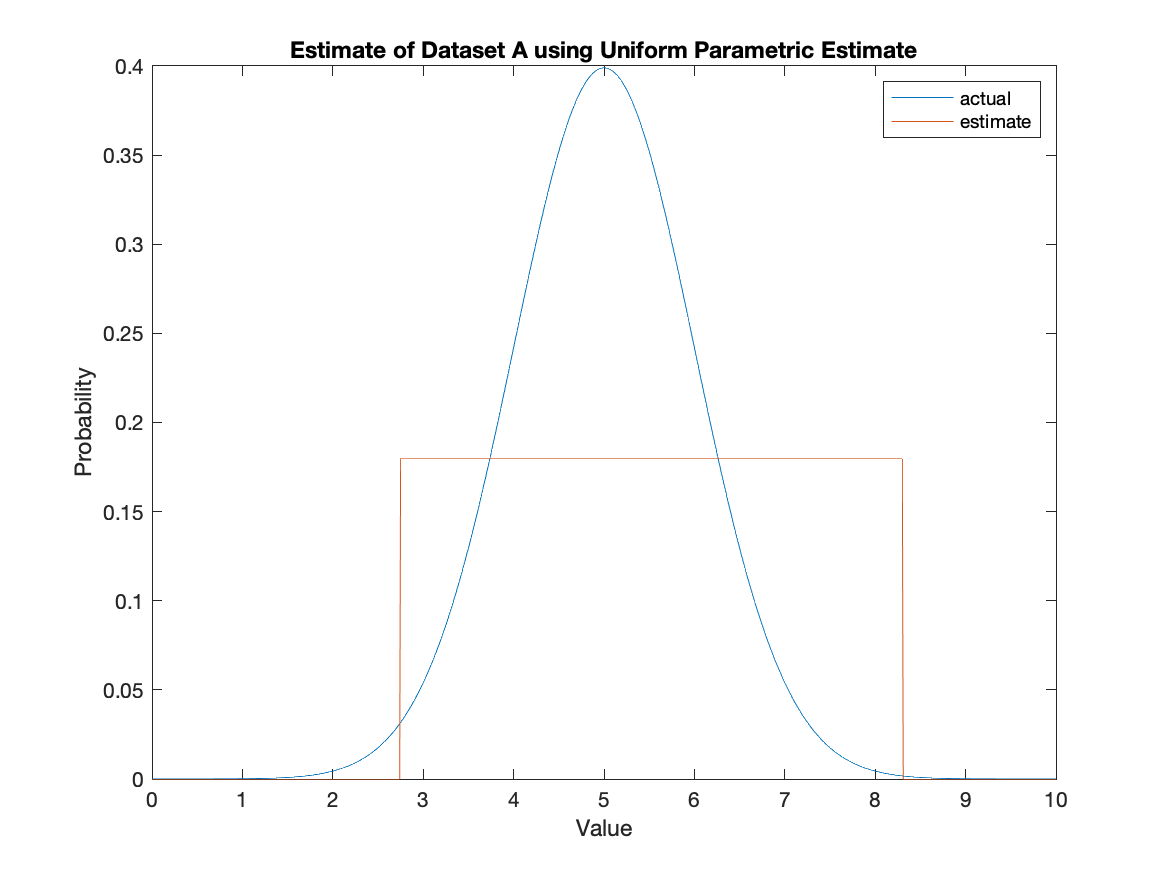 Estimate of Dataset A using Uniform Parametric Estimate
actual
estimate
0.4
0.35
0.3
0.25
0.2
0.15
0.1
0.05
0
Probability
0 1 2 3 4 5 6 7 8 9 10
Value